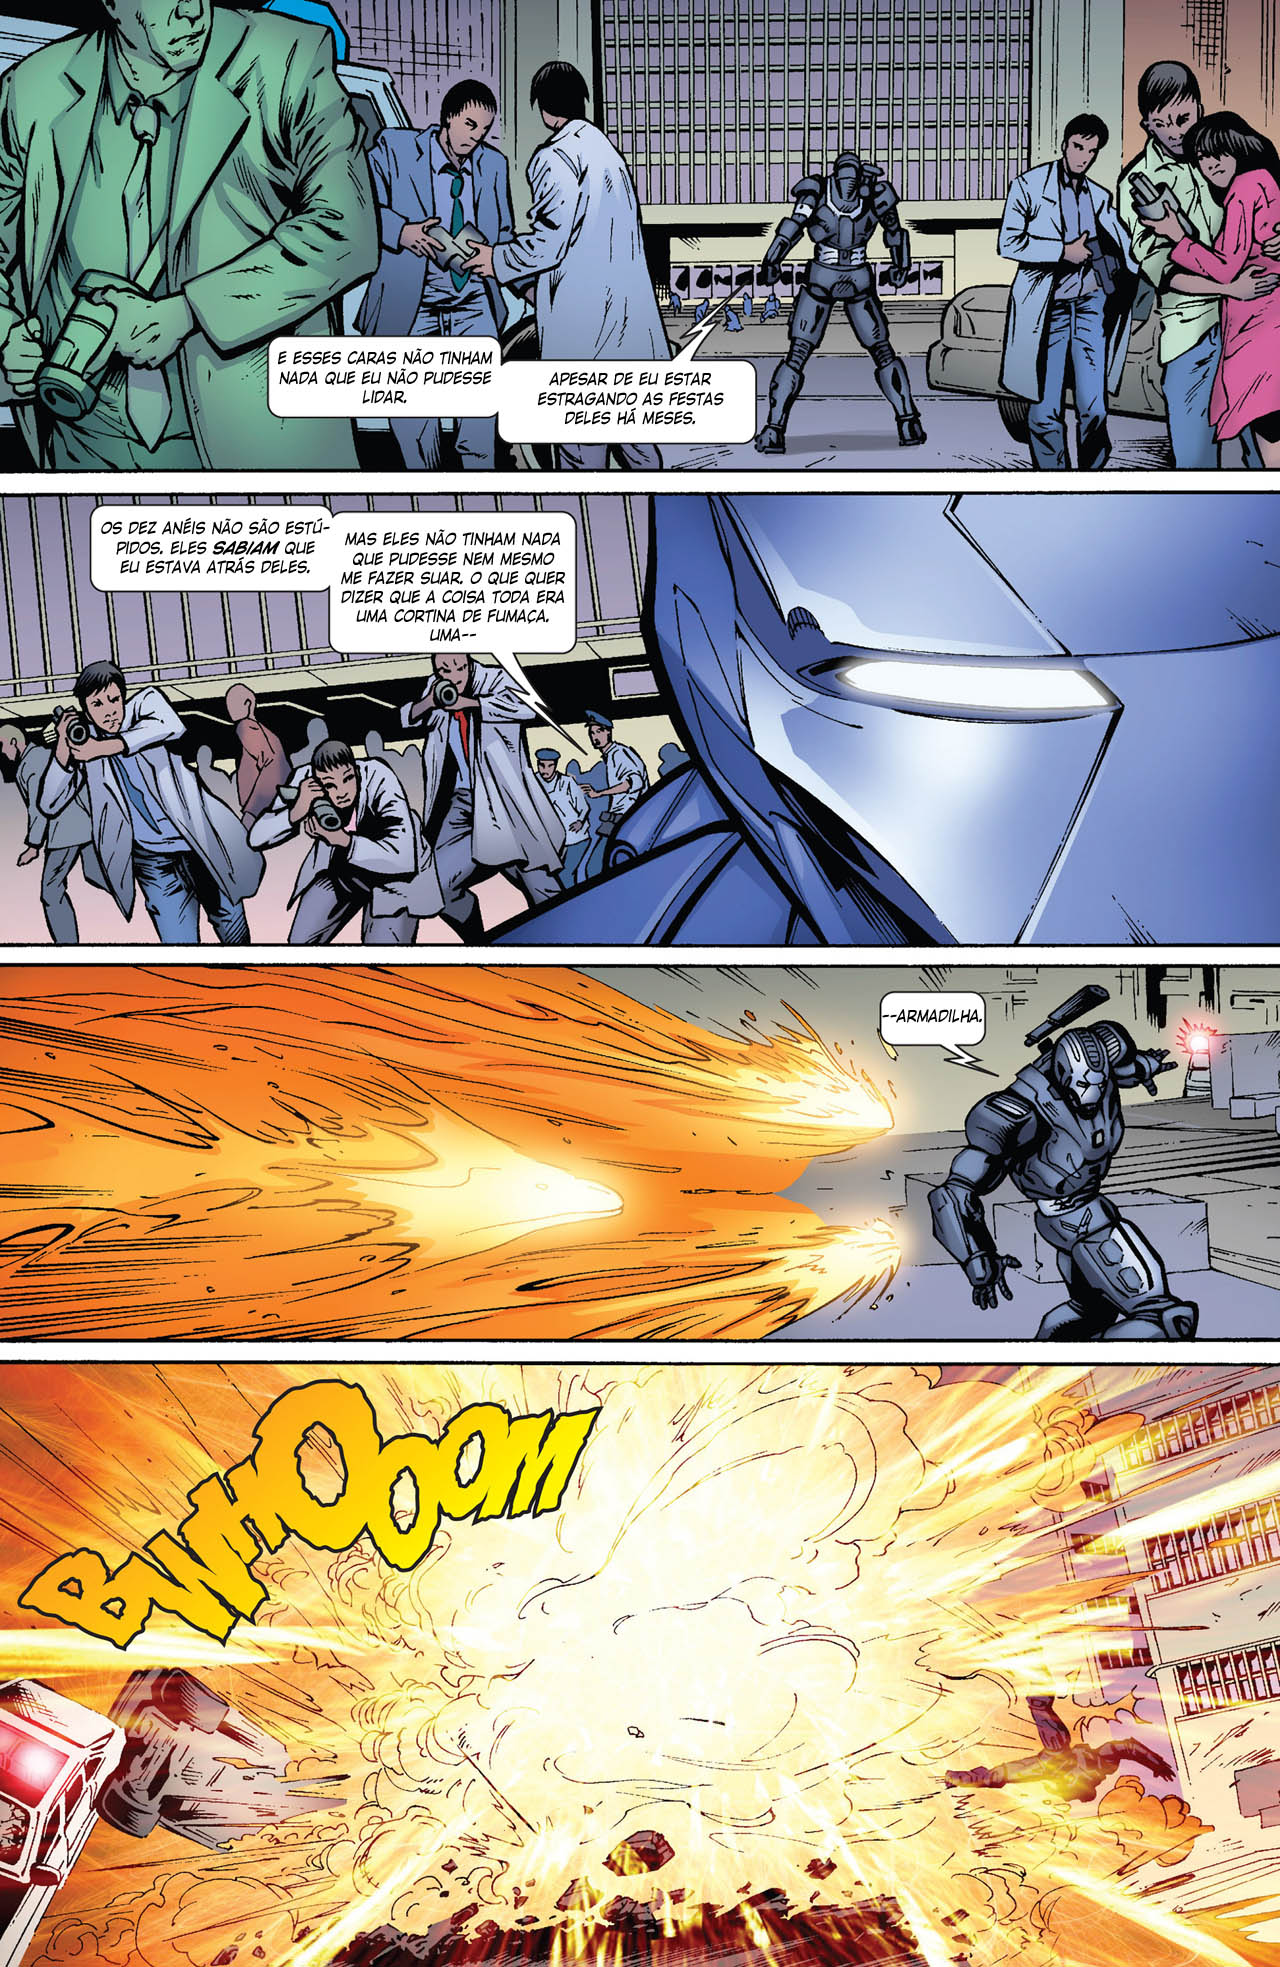 E ESSES CARAS NÃO TINHAM
NADA QUE EU NÃO PUDESSE
LIDAR.
APESAR DE EU ESTAR
ESTRAGANDO AS FESTAS
DELES HÁ MESES.
OS DEZ ANÉIS NÃO SÃO ESTÚ-
PIDOS. ELES SABIAM QUE
EU ESTAVA ATRÁS DELES.
MAS ELES NÃO TINHAM NADA
QUE PUDESSE NEM MESMO
ME FAZER SUAR. O QUE QUER
DIZER QUE A COISA TODA ERA
UMA CORTINA DE FUMAÇA.
UMA--
--ARMADILHA.
BWHOOOOM